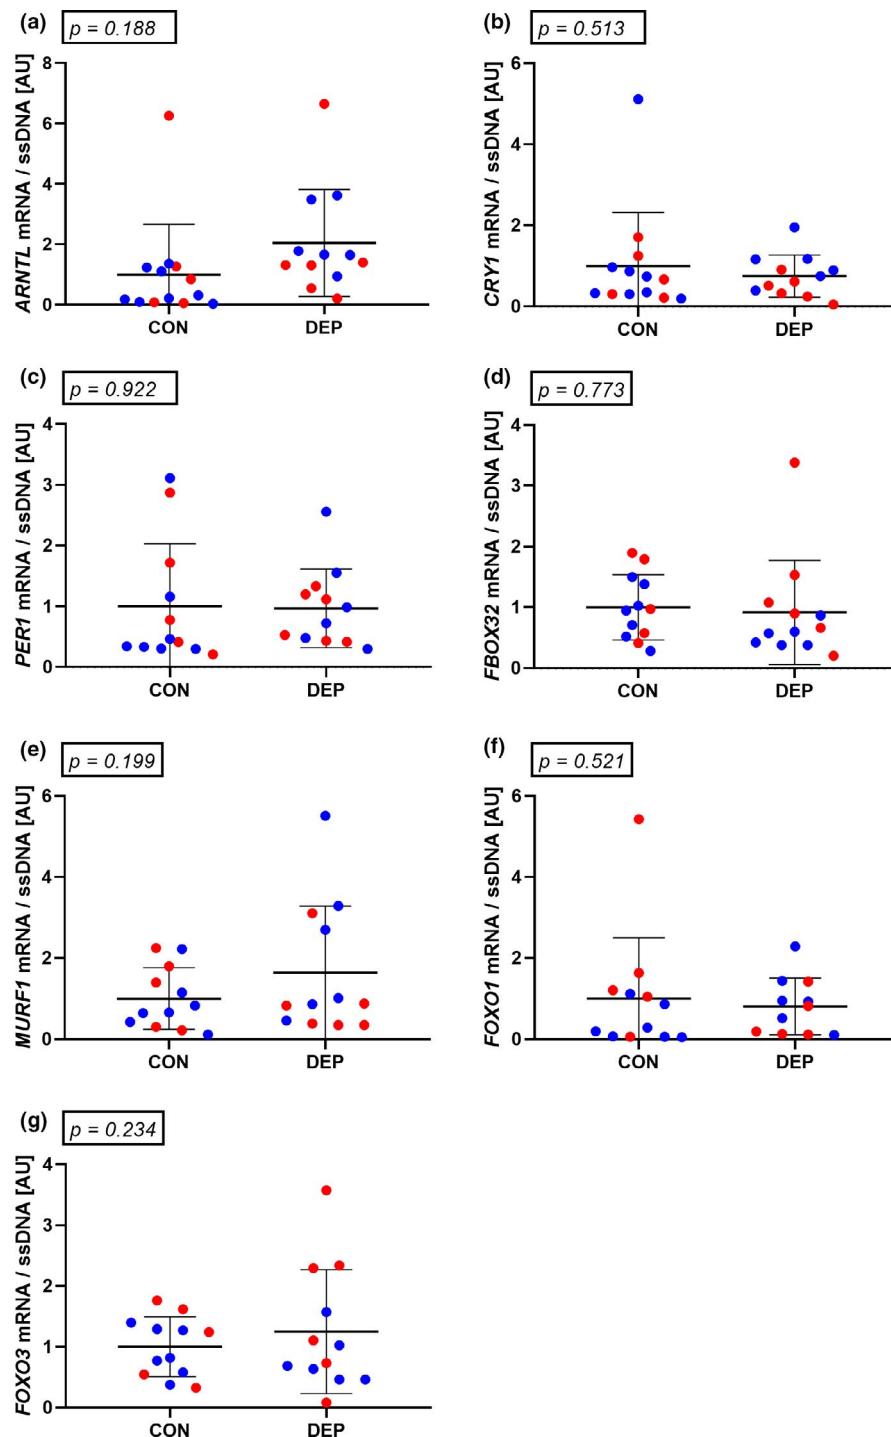 (a)
p = 0.188
ARNTL mRNA / ssDNA [AU]
8
6
4
2
0
CON
DEP
(b)
p = 0.513
CRY1 mRNA / ssDNA [AU]
6
4
2
0
CON
DEP
(c)
p = 0.922
PER1 mRNA / ssDNA [AU]
4
3
2
1
0
CON
DEP
(d)
p = 0.773
FBOX32 mRNA / ssDNA [AU]
4
3
2
1
0
CON
DEP
(e)
p = 0.199
MURF1 mRNA / ssDNA [AU]
6
4
2
0
CON
DEP
(f)
p = 0.521
FOXO1 mRNA / ssDNA [AU]
6
4
2
0
CON
DEP
(g)
p = 0.234
FOXO3 mRNA / ssDNA [AU]
4
3
2
1
0
CON
DEP